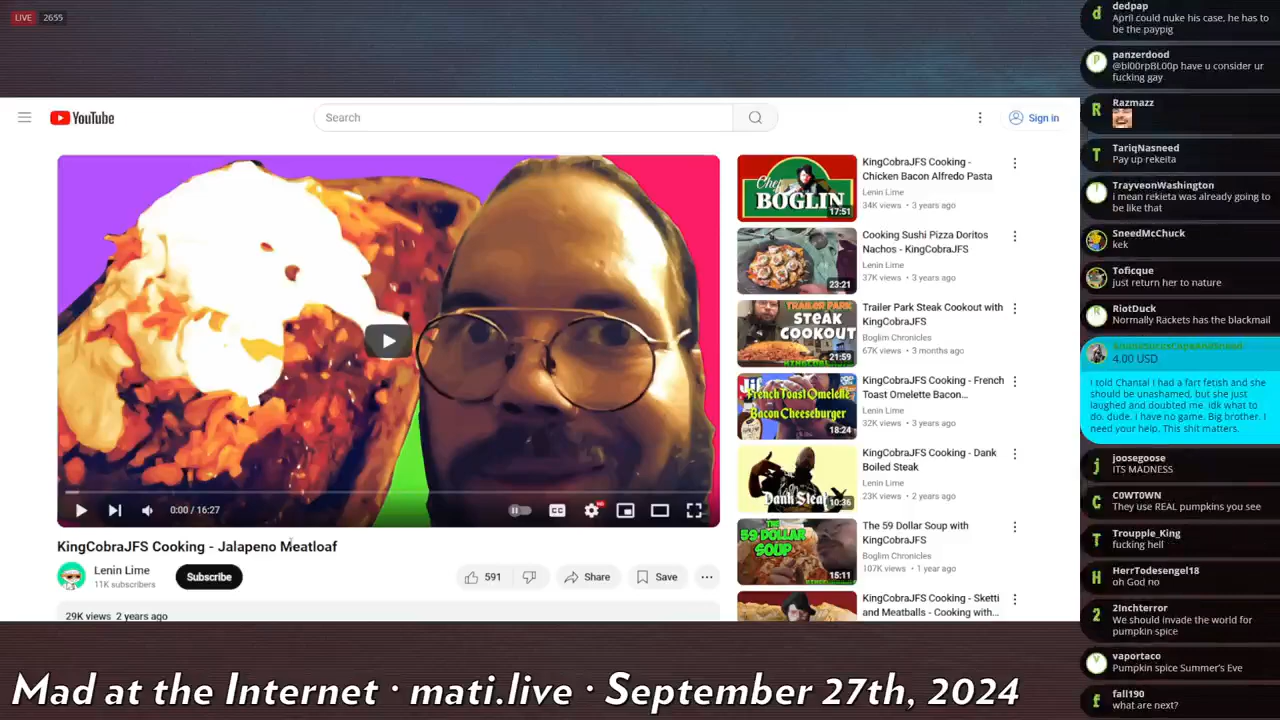 LIVE 2655
YouTube
Search
Sign in
0:00 / 16:27
CC
KingCobraJFS Cooking - Jalapeno Meatloaf
Lenin Lime
11K subscribers
Subscribe
591
Share
Save
29K views 2 years ago
Chef
BOGLIN
17:51
KingCobraJFS Cooking -
Chicken Bacon Alfredo Pasta
Lenin Lime
34K views • 3 years ago
23:21
Cooking Sushi Pizza Doritos
Nachos - KingCobraJFS
Lenin Lime
37K views • 3 years ago
TRAILER PARK
STEAK
COOKOUT
21:59
Trailer Park Steak Cookout with
KingCobraJFS
Boglim Chronicles
67K views • 3 months ago
Jif
French Toast Omelette
Bacon Cheeseburger
18:24
KingCobraJFS Cooking - French
Toast Omelette Bacon...
Lenin Lime
32K views • 3 years ago
Dank Steak
10:36
KingCobraJFS Cooking - Dank
Boiled Steak
Lenin Lime
23K views • 2 years ago
THE
59 DOLLAR
SOUP
15:11
The 59 Dollar Soup with
KingCobraJFS
Boglim Chronicles
107K views • 1 year ago
KingCobraJFS Cooking - Sketti
and Meatballs - Cooking with...
dedpap
April could nuke his case, he has to
be the paypig
panzerdood
@bl00rpBL00p have u consider ur
fucking gay
Razmazz
TariqNasneed
Pay up rekeita
TrayveonWashington
i mean rekieta was already going to
be like that
SneedMcChuck
kek
Toficque
just return her to nature
RiotDuck
Normally Rackets has the blackmail
4.00 USD
I told Chantal I had a fart fetish and she
should be unashamed, but she just
laughed and doubted me. idk what to
do. dude. i have no game. Big brother. I
need your help. This shit matters.
joosegoose
ITS MADNESS
C0WT0WN
They use REAL pumpkins you see
Troupple_King
fucking hell
HerrTodesengel18
oh God no
2Inchterror
We should invade the world for
pumpkin spice
vaportaco
Pumpkin spice Summer's Eve
fall190
what are next?
Mad at the Internet · mati.live · September 27th, 2024